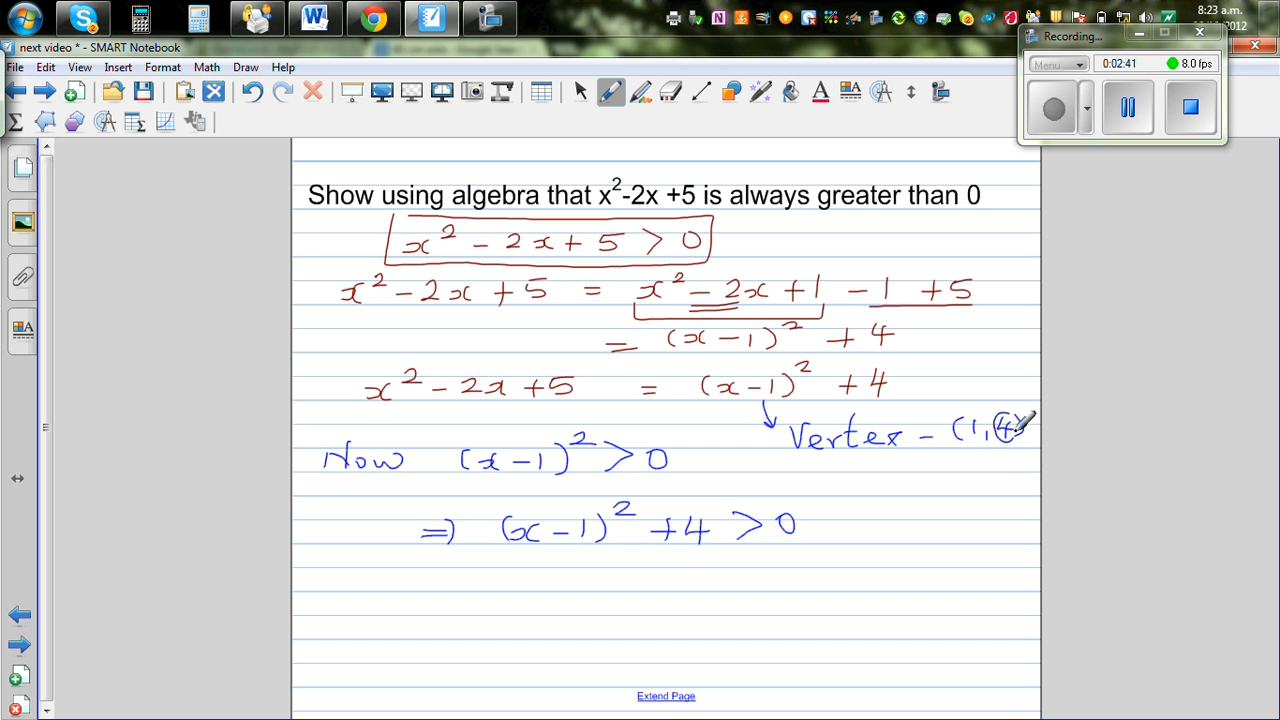 8:23 a.m.
2012
next video * - SMART Notebook
Recording...
File Edit View Insert Format Math Draw Help
Menu 0:02:41 8.0 fps
Show using algebra that x²-2x +5 is always greater than 0
x² - 2x + 5 > 0
x² - 2x + 5 = x² - 2x + 1 - 1 + 5
= (x - 1)² + 4
x² - 2x + 5 = (x - 1)² + 4
Vertex - (1, 4)
Now (x - 1)² > 0
=) (x - 1)² + 4 > 0
Extend Page